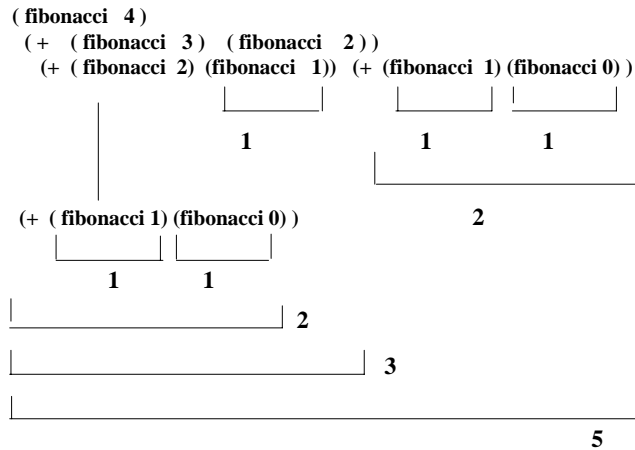 ( fibonacci 4 )
( + ( fibonacci 3 ) ( fibonacci 2 ) )
(+ ( fibonacci 2) (fibonacci 1)) (+ (fibonacci 1) (fibonacci 0) )
1 1 1
2
(+ ( fibonacci 1) (fibonacci 0) )
1 1
2
3
5